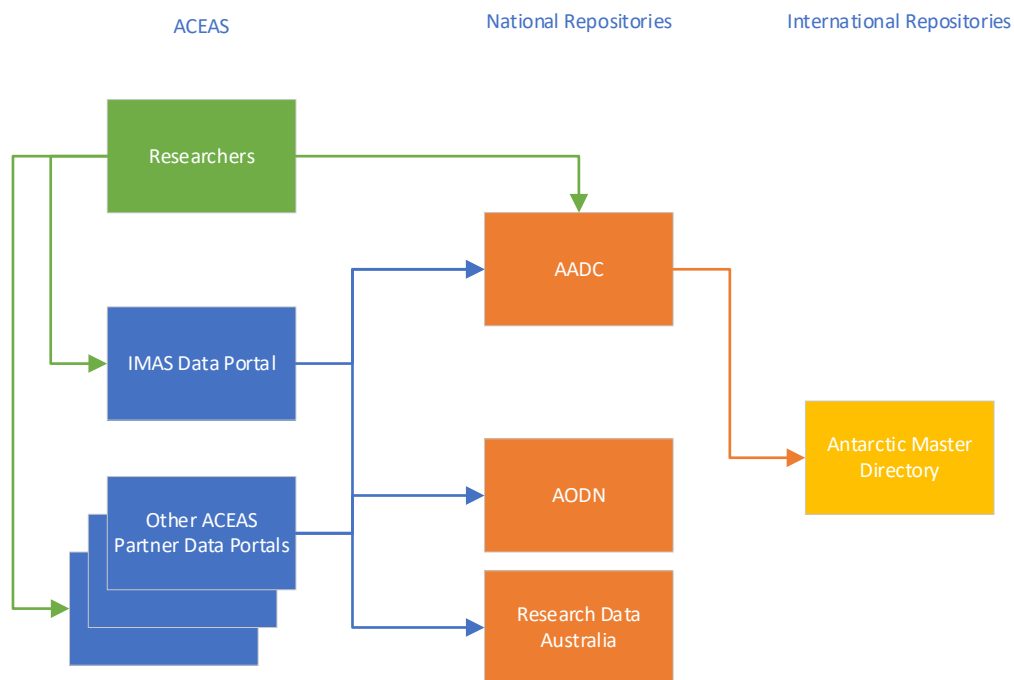 ACEAS
National Repositories
International Repositories
Researchers
AADC
IMAS Data Portal
Antarctic Master
Directory
AODN
Other ACEAS
Partner Data Portals
Research Data
Australia